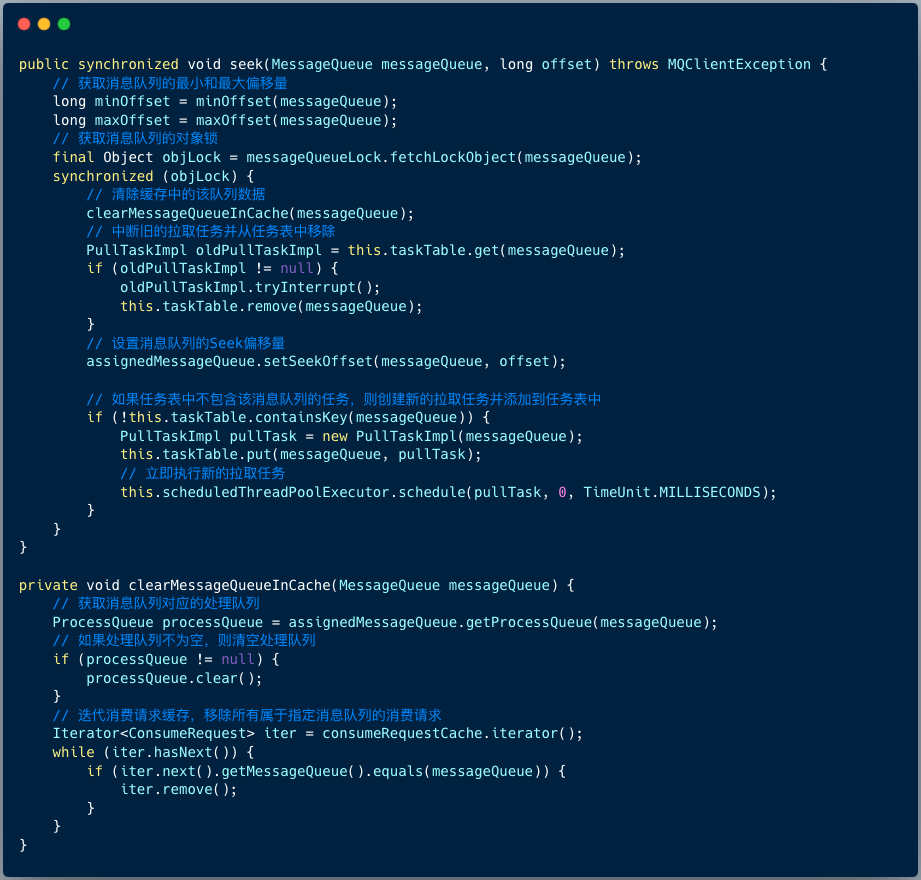 public synchronized void seek(MessageQueue messageQueue, long offset) throws MQClientException {
    // 获取消息队列的最小和最大偏移量
    long minOffset = minOffset(messageQueue);
    long maxOffset = maxOffset(messageQueue);
    // 获取消息队列的对象锁
    final Object objLock = messageQueueLock.fetchLockObject(messageQueue);
    synchronized (objLock) {
        // 清除缓存中的该队列数据
        clearMessageQueueInCache(messageQueue);
        // 中断旧的拉取任务并从任务表中移除
        PullTaskImpl oldPullTaskImpl = this.taskTable.get(messageQueue);
        if (oldPullTaskImpl != null) {
            oldPullTaskImpl.tryInterrupt();
            this.taskTable.remove(messageQueue);
        }
        // 设置消息队列的Seek偏移量
        assignedMessageQueue.setSeekOffset(messageQueue, offset);

        // 如果任务表中不包含该消息队列的任务，则创建新的拉取任务并添加到任务表中
        if (!this.taskTable.containsKey(messageQueue)) {
            PullTaskImpl pullTask = new PullTaskImpl(messageQueue);
            this.taskTable.put(messageQueue, pullTask);
            // 立即执行新的拉取任务
            this.scheduledThreadPoolExecutor.schedule(pullTask, 0, TimeUnit.MILLISECONDS);
        }
    }
}

private void clearMessageQueueInCache(MessageQueue messageQueue) {
    // 获取消息队列对应的处理队列
    ProcessQueue processQueue = assignedMessageQueue.getProcessQueue(messageQueue);
    // 如果处理队列不为空，则清空处理队列
    if (processQueue != null) {
        processQueue.clear();
    }
    // 迭代消费请求缓存，移除所有属于指定消息队列的消费请求
    Iterator<ConsumeRequest> iter = consumeRequestCache.iterator();
    while (iter.hasNext()) {
        if (iter.next().getMessageQueue().equals(messageQueue)) {
            iter.remove();
        }
    }
}